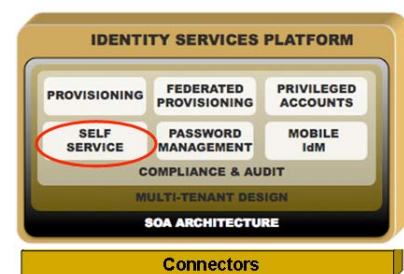 IDENTITY SERVICES PLATFORM
PROVISIONING
FEDERATED
PROVISIONING
PRIVILEGED
ACCOUNTS
SELF
SERVICE
PASSWORD
MANAGEMENT
MOBILE
IdM
COMPLIANCE & AUDIT
MULTI-TENANT DESIGN
SOA ARCHITECTURE
Connectors